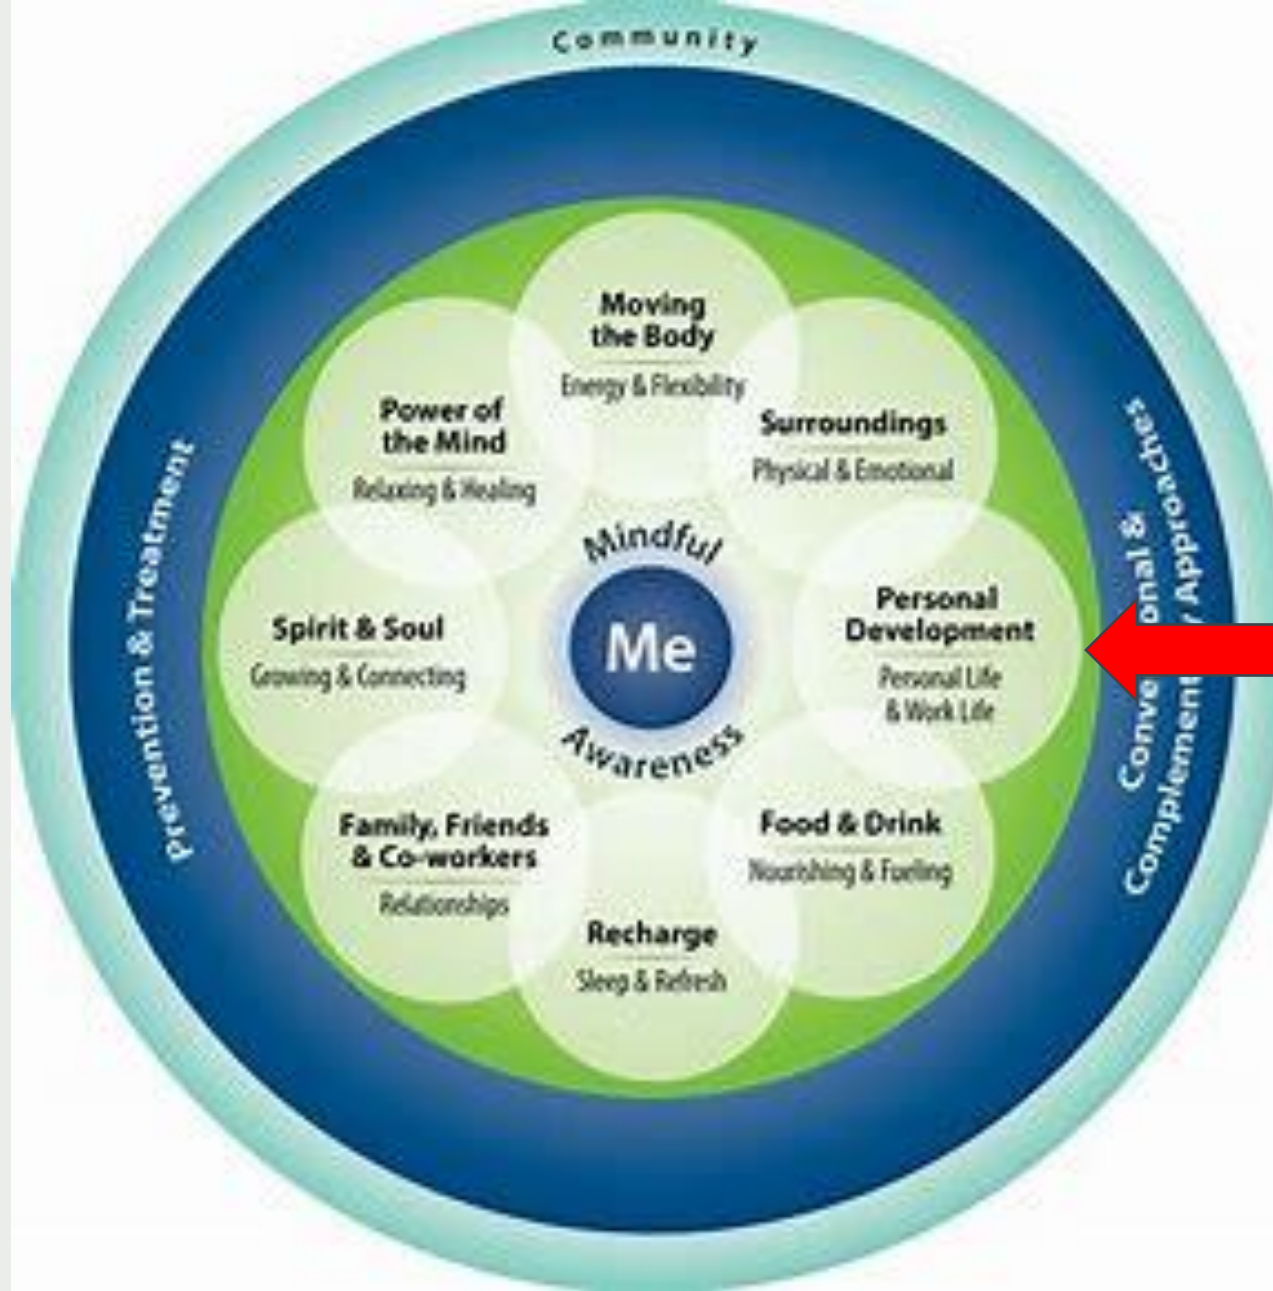 Community
Moving
the Body
Energy & Flexibility
Surroundings
Physical & Emotional
Personal
Development
Personal Life
& Work Life
Food & Drink
Nourishing & Fueling
Recharge
Sleep & Refresh
Family, Friends
& Co-workers
Relationships
Spirit & Soul
Growing & Connecting
Power of
the Mind
Relaxing & Healing
Mindful
Me
Awareness
Prevention & Treatment
&
Approaches